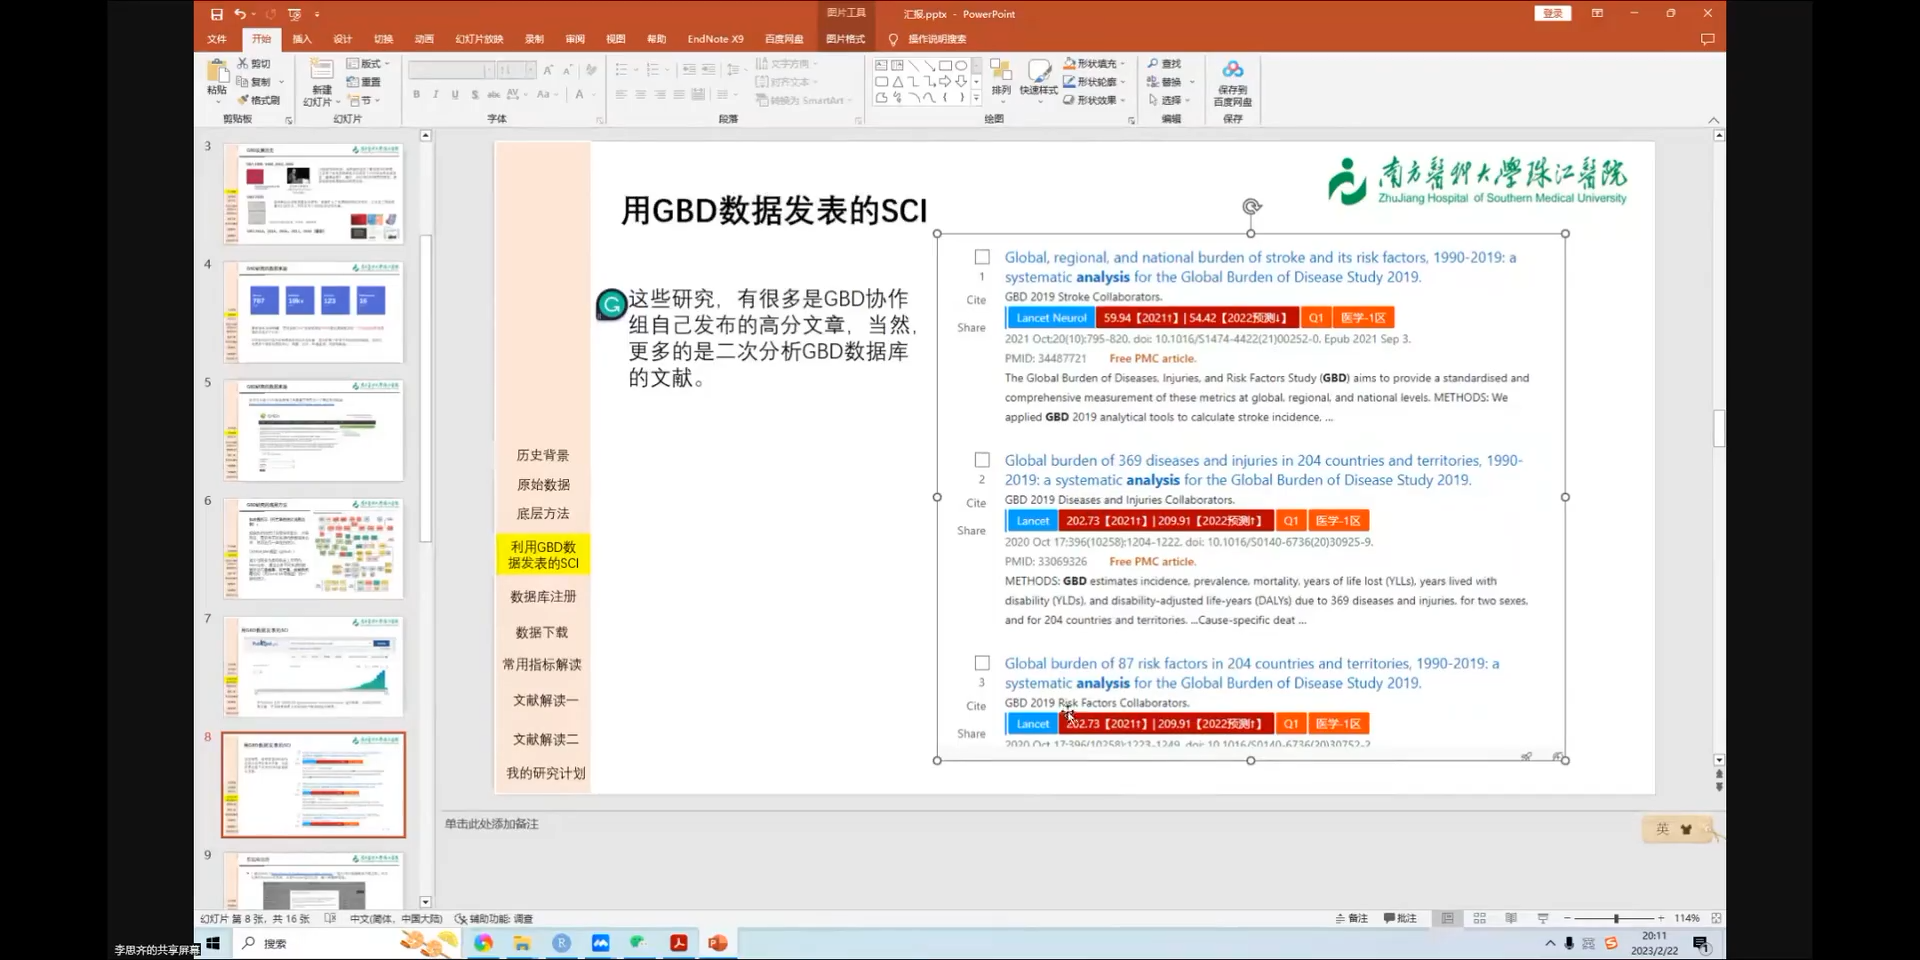 图片工具
汇报.pptx - PowerPoint
登录
文件 开始 插入 设计 切换 动画 幻灯片放映 录制 审阅 视图 帮助 EndNote X9 百度网盘 图片格式 操作说明搜索
粘贴
剪切
复制
格式刷
剪贴板
新建
幻灯片
版式
重置
节
幻灯片
字体
文字方向
对齐文本
转换为 SmartArt
段落
排列
快速样式
形状填充
形状轮廓
形状效果
绘图
查找
替换
选择
编辑
保存到
百度网盘
保存
3
4
5
6
7
8
9
南方医科大学珠江医院
ZhuJiang Hospital of Southern Medical University
用GBD数据发表的SCI
这些研究，有很多是GBD协作
组自己发布的高分文章，当然，
更多的是二次分析GBD数据库
的文献。
历史背景
原始数据
底层方法
利用GBD数
据发表的SCI
数据库注册
数据下载
常用指标解读
文献解读一
文献解读二
我的研究计划
1
Cite
Share
Global, regional, and national burden of stroke and its risk factors, 1990-2019: a
systematic analysis for the Global Burden of Disease Study 2019.
GBD 2019 Stroke Collaborators.
Lancet Neurol 59.94【2021↑】| 54.42【2022预测↓】 Q1 医学-1区
2021 Oct;20(10):795-820. doi: 10.1016/S1474-4422(21)00252-0. Epub 2021 Sep 3.
PMID: 34487721 Free PMC article.
The Global Burden of Diseases, Injuries, and Risk Factors Study (GBD) aims to provide a standardised and
comprehensive measurement of these metrics at global, regional, and national levels. METHODS: We
applied GBD 2019 analytical tools to calculate stroke incidence, ...
2
Cite
Share
Global burden of 369 diseases and injuries in 204 countries and territories, 1990-
2019: a systematic analysis for the Global Burden of Disease Study 2019.
GBD 2019 Diseases and Injuries Collaborators.
Lancet 202.73【2021↑】| 209.91【2022预测↑】 Q1 医学-1区
2020 Oct 17;396(10258):1204-1222. doi: 10.1016/S0140-6736(20)30925-9.
PMID: 33069326 Free PMC article.
METHODS: GBD estimates incidence, prevalence, mortality, years of life lost (YLLs), years lived with
disability (YLDs), and disability-adjusted life-years (DALYs) due to 369 diseases and injuries, for two sexes,
and for 204 countries and territories. ...Cause-specific deat ...
3
Cite
Share
Global burden of 87 risk factors in 204 countries and territories, 1990-2019: a
systematic analysis for the Global Burden of Disease Study 2019.
GBD 2019 Risk Factors Collaborators.
Lancet 202.73【2021↑】| 209.91【2022预测↑】 Q1 医学-1区
2020 Oct 17;396(10258):1223-1249. doi: 10.1016/S0140-6736(20)30752-2
单击此处添加备注
英
幻灯片 第 8 张，共 16 张 中文(简体，中国大陆) 辅助功能: 调查
备注 批注 114%
李思齐的共享屏幕
搜索
20:11
2023/2/22